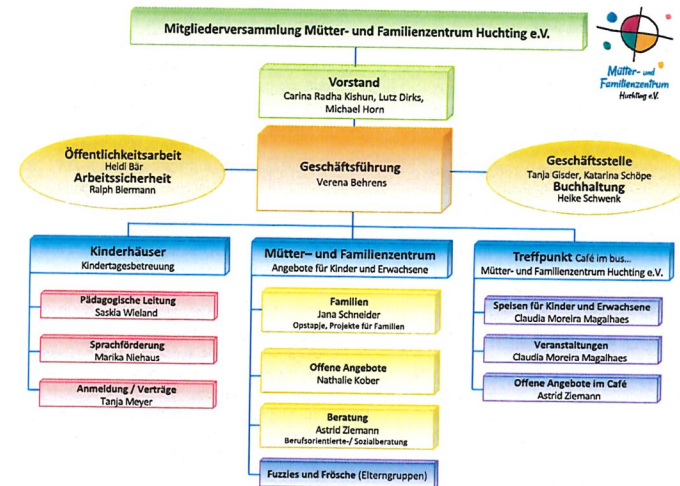 Mitgliederversammlung Mütter- und Familienzentrum Huchting e.V.
Mütter- und
Familienzentrum
Huchting e.V.
Vorstand
Carina Radha Kishun, Lutz Dirks,
Michael Horn
Öffentlichkeitsarbeit
Heidi Bär
Arbeitssicherheit
Ralph Biermann
Geschäftsführung
Verena Behrens
Geschäftsstelle
Tanja Gisder, Katarina Schöpe
Buchhaltung
Heike Schwenk
Kinderhäuser
Kindertagesbetreuung
Pädagogische Leitung
Saskia Wieland
Sprachförderung
Marika Niehaus
Anmeldung / Verträge
Tanja Meyer
Mütter– und Familienzentrum
Angebote für Kinder und Erwachsene
Familien
Jana Schneider
Opstapje, Projekte für Familien
Offene Angebote
Nathalie Kober
Beratung
Astrid Ziemann
Berufsorientierte-/ Sozialberatung
Fuzzies und Frösche (Elterngruppen)
Treffpunkt Café im bus...
Mütter- und Familienzentrum Huchting e.V.
Speisen für Kinder und Erwachsene
Claudia Moreira Magalhaes
Veranstaltungen
Claudia Moreira Magalhaes
Offene Angebote im Café
Astrid Ziemann